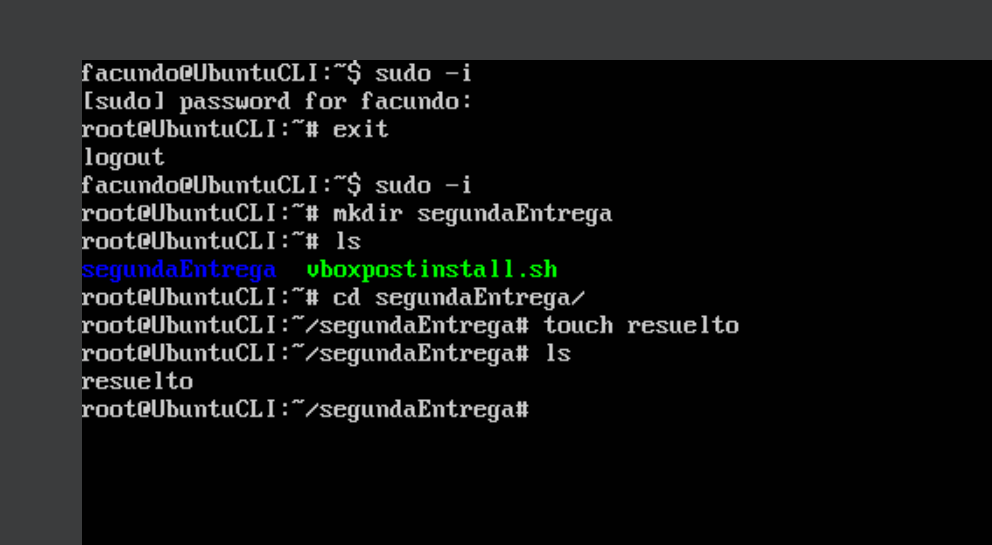 facundo@UbuntuCLI:~$ sudo -i
[sudo] password for facundo:
root@UbuntuCLI:~# exit
logout
facundo@UbuntuCLI:~$ sudo -i
root@UbuntuCLI:~# mkdir segundaEntrega
root@UbuntuCLI:~# ls
segundaEntrega  vboxpostinstall.sh
root@UbuntuCLI:~# cd segundaEntrega/
root@UbuntuCLI:~/segundaEntrega# touch resuelto
root@UbuntuCLI:~/segundaEntrega# ls
resuelto
root@UbuntuCLI:~/segundaEntrega#